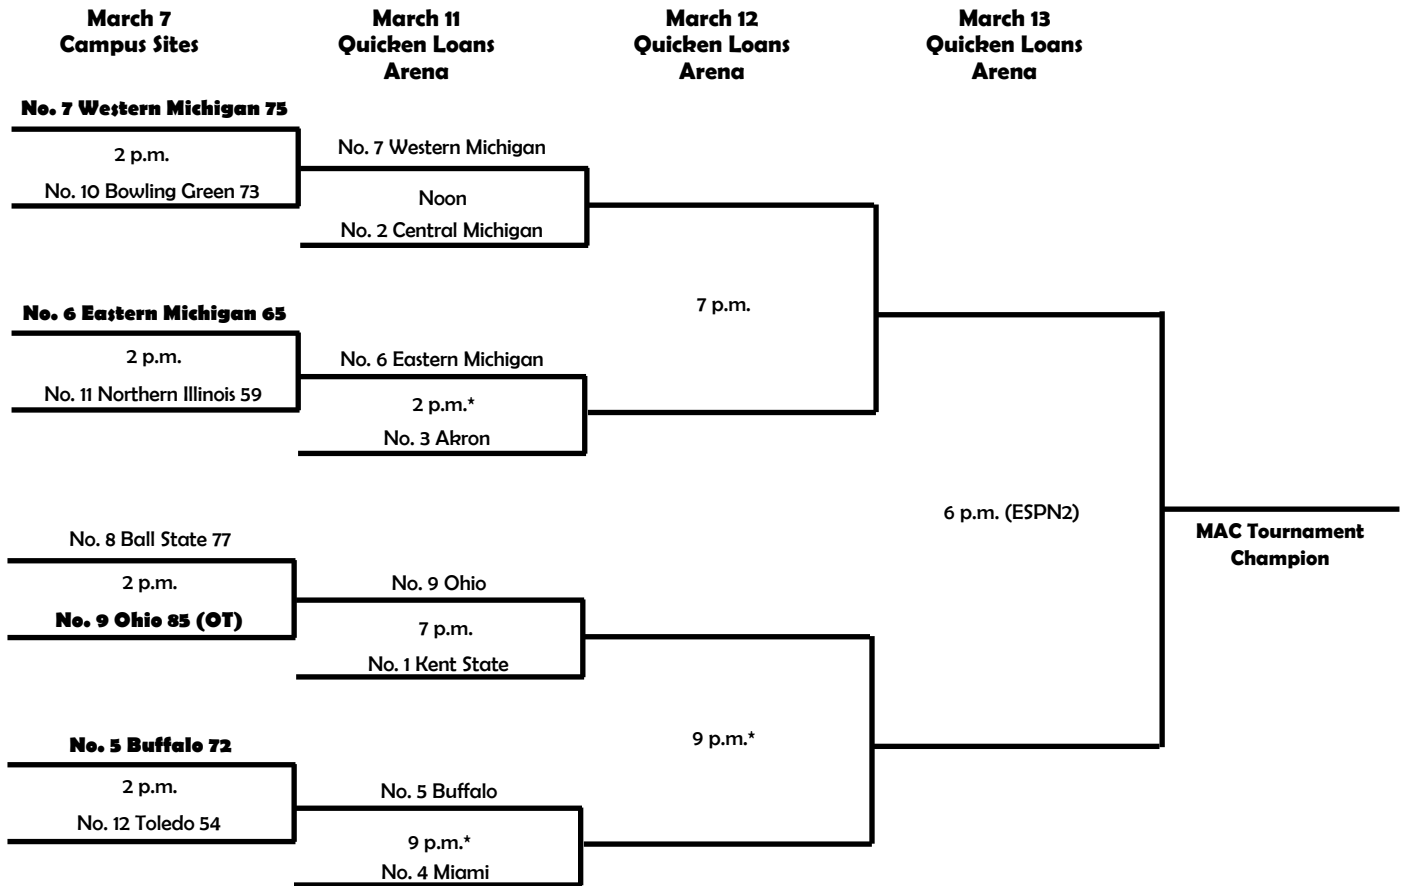 March 7
Campus Sites
March 11
Quicken Loans
Arena
March 12
Quicken Loans
Arena
March 13
Quicken Loans
Arena
No. 7 Western Michigan 75
2 p.m.
No. 10 Bowling Green 73
No. 7 Western Michigan
Noon
No. 2 Central Michigan
No. 6 Eastern Michigan 65
2 p.m.
No. 11 Northern Illinois 59
No. 6 Eastern Michigan
2 p.m.*
No. 3 Akron
7 p.m.
No. 8 Ball State 77
2 p.m.
No. 9 Ohio 85 (OT)
No. 9 Ohio
7 p.m.
No. 1 Kent State
No. 5 Buffalo 72
2 p.m.
No. 12 Toledo 54
No. 5 Buffalo
9 p.m.*
No. 4 Miami
9 p.m.*
6 p.m. (ESPN2)
MAC Tournament
Champion